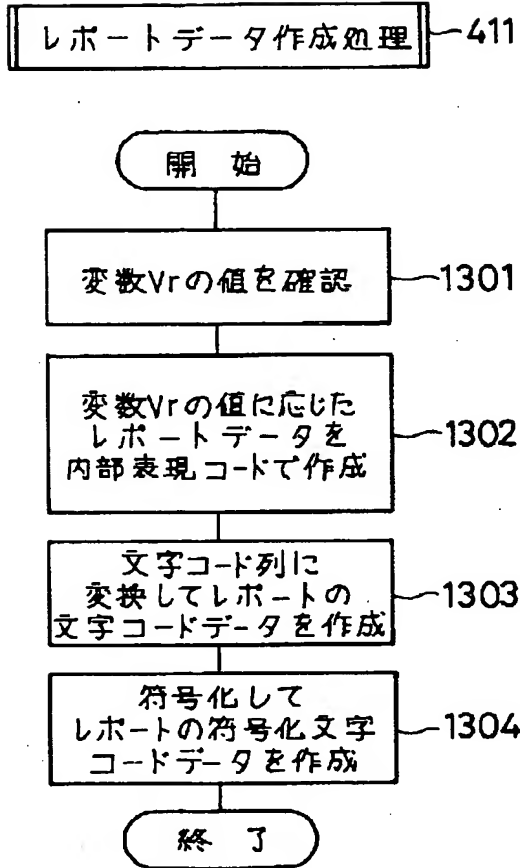 レポートデータ作成処理 411
開始
変数Vrの値を確認 1301
変数Vrの値に応じた
レポートデータを 1302
内部表現コードで作成
文字コード列に
変換してレポートの 1303
文字コードデータを作成
符号化して
レポートの符号化文字 1304
コードデータを作成
終了